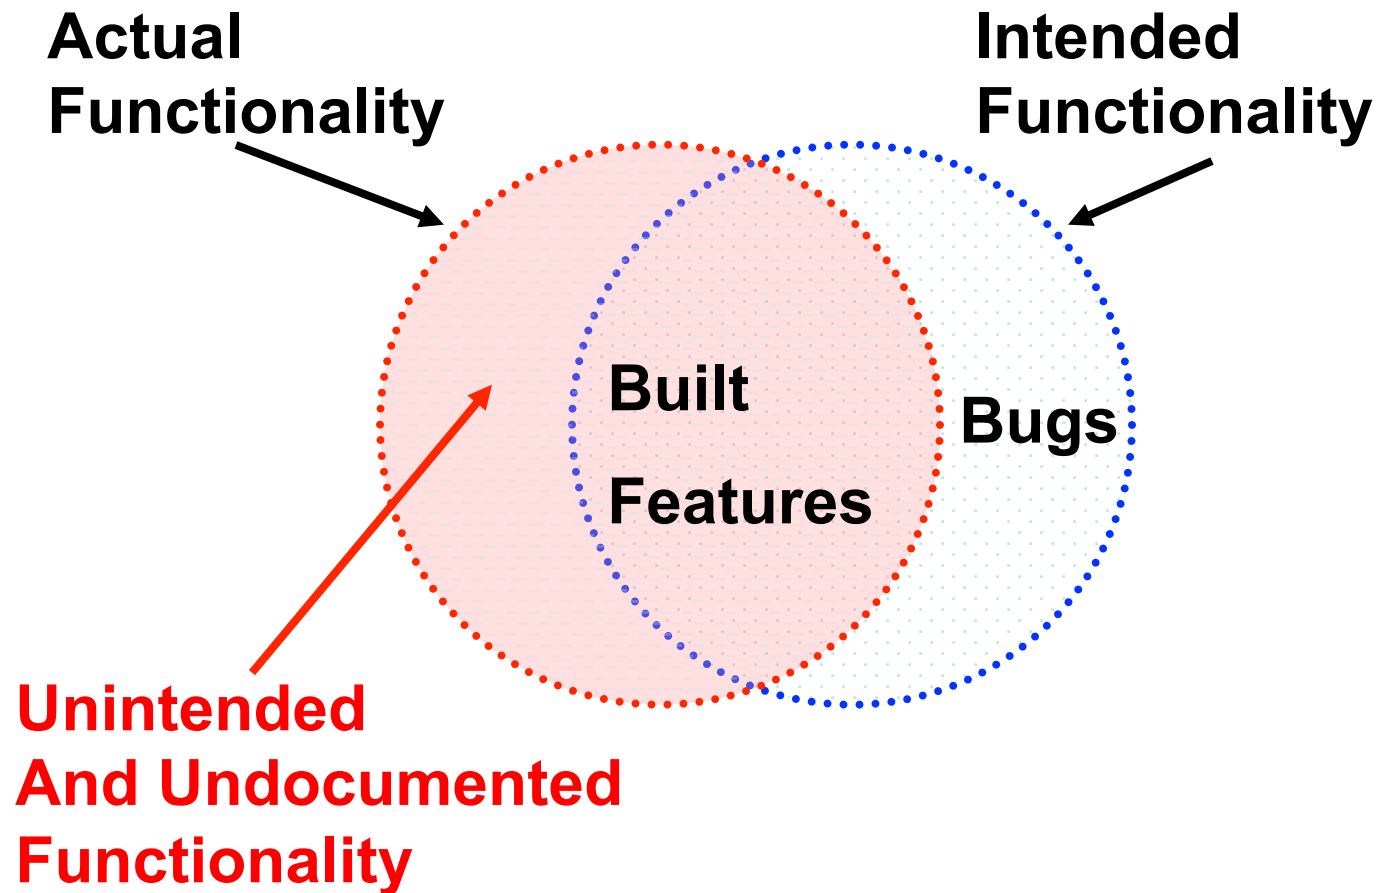 Actual
Functionality
Intended
Functionality
Built
Features
Bugs
Unintended
And Undocumented
Functionality